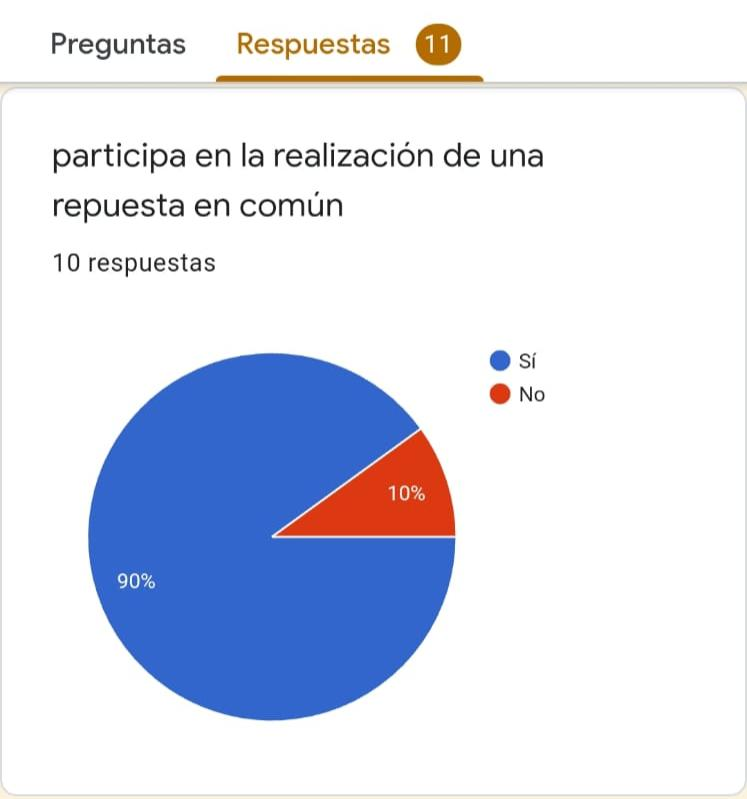 Preguntas Respuestas 11
participa en la realización de una
repuesta en común
10 respuestas
Sí
No
10%
90%